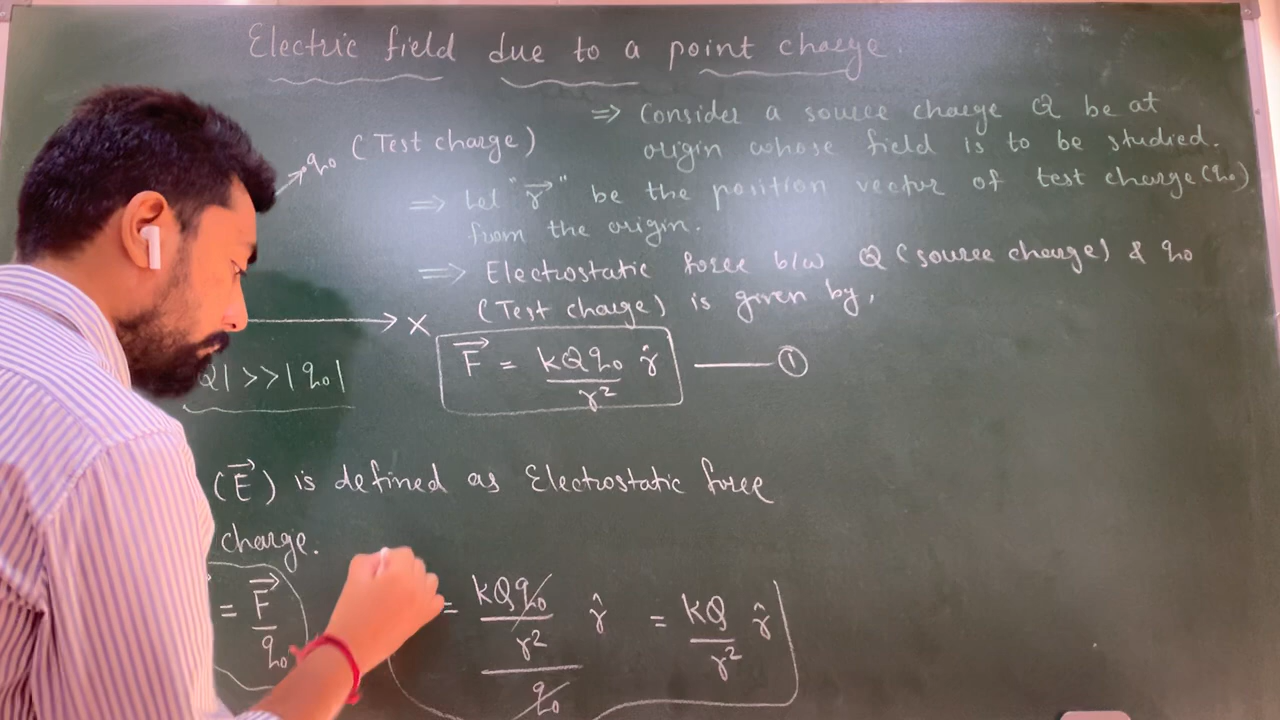 Electric field due to a point charge.
⇒ Consider a source charge Q be at
origin whose field is to be studied.
q₀ (Test charge)
⇒ Let "r⃗" be the position vector of test charge (q₀)
from the origin.
⇒ Electrostatic force b/w Q (source charge) & q₀
(Test charge) is given by,
X
F⃗ = kQq₀/r² r̂ —— ①
Q| >> |q₀|
(E⃗) is defined as Electrostatic force
charge.
= F⃗/q₀
= (kQq₀/r²)/q₀ r̂ = kQ/r² r̂